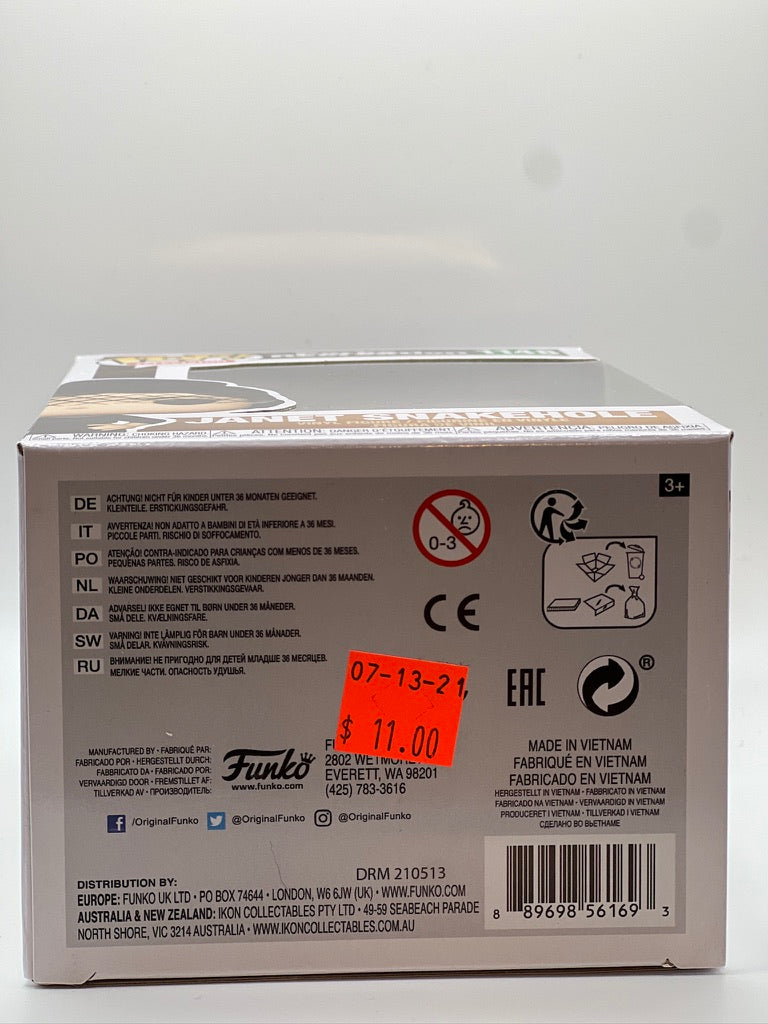 JANET SNAKEHOLE
3+
DE ACHTUNG! NICHT FÜR KINDER UNTER 36 MONATEN GEEIGNET.
KLEINTEILE. ERSTICKUNGSGEFAHR.
IT AVVERTENZA! NON ADATTO A BAMBINI DI ETÀ INFERIORE A 36 MESI.
PICCOLE PARTI. RISCHIO DI SOFFOCAMENTO.
PO ATENÇÃO! CONTRA-INDICADO PARA CRIANÇAS COM MENOS DE 36 MESES.
PEQUENAS PARTES. RISCO DE ASFIXIA.
NL WAARSCHUWING! NIET GESCHIKT VOOR KINDEREN JONGER DAN 36 MAANDEN.
KLEINE ONDERDELEN. VERSTIKKINGSGEVAAR.
DA ADVARSEL! IKKE EGNET TIL BØRN UNDER 36 MÅNEDER.
SMÅ DELE. KVÆLNINGSFARE.
SW VARNING! INTE LÄMPLIG FÖR BARN UNDER 36 MÅNADER.
SMÅ DELAR. KVÄVNINGSRISK.
RU ВНИМАНИЕ! НЕ ПРИГОДНО ДЛЯ ДЕТЕЙ МЛАДШЕ 36 МЕСЯЦЕВ.
МЕЛКИЕ ЧАСТИ. ОПАСНОСТЬ УДУШЬЯ.
0-3
CE
EAC
®
07-13-21,
$ 11.00
MANUFACTURED BY • FABRIQUÉ PAR:
FABRICADO POR • HERGESTELLT DURCH:
FABBRICATO DA • FABRICADO POR:
VERVAARDIGD DOOR • FREMSTILLET AF:
TILLVERKAD AV • ПРОИЗВОДИТЕЛЬ:
Funko
www.funko.com
2802
EVERETT, WA 98201
(425) 783-3616
/OriginalFunko @OriginalFunko @OriginalFunko
MADE IN VIETNAM
FABRIQUÉ EN VIETNAM
FABRICADO EN VIETNAM
HERGESTELLT IN VIETNAM • FABBRICATO IN VIETNAM
FABRICADO NA VIETNAM • VERVAARDIGD IN VIETNAM
PRODUCERET I VIETNAM • TILLVERKAD I VIETNAM
СДЕЛАНО ВО ВЬЕТНАМЕ
DRM 210513
DISTRIBUTION BY:
EUROPE: FUNKO UK LTD • PO BOX 74644 • LONDON, W6 6JW (UK) • WWW.FUNKO.COM
AUSTRALIA & NEW ZEALAND: IKON COLLECTABLES PTY LTD • 49-59 SEABEACH PARADE
NORTH SHORE, VIC 3214 AUSTRALIA • WWW.IKONCOLLECTABLES.COM.AU
8 89698 56169 3